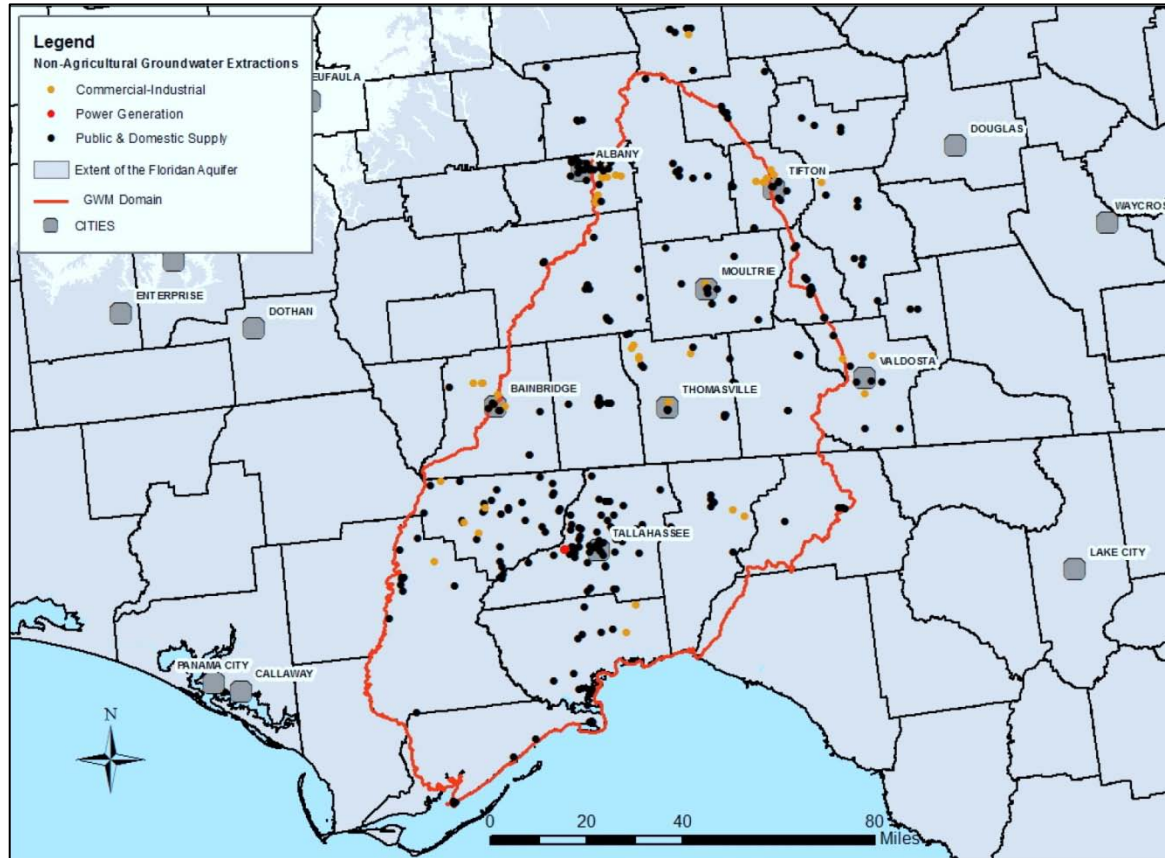 Legend
Non-Agricultural Groundwater Extractions
Commercial-Industrial
Power Generation
Public & Domestic Supply
Extent of the Floridan Aquifer
GWM Domain
CITIES
EUFAULA
ALBANY
DOUGLAS
TIFTON
WAYCROS
MOULTRIE
ENTERPRISE
DOTHAN
VALDOSTA
BAINBRIDGE
THOMASVILLE
TALLAHASSEE
LAKE CITY
PANAMA CITY
CALLAWAY
N
0 20 40 80
Miles